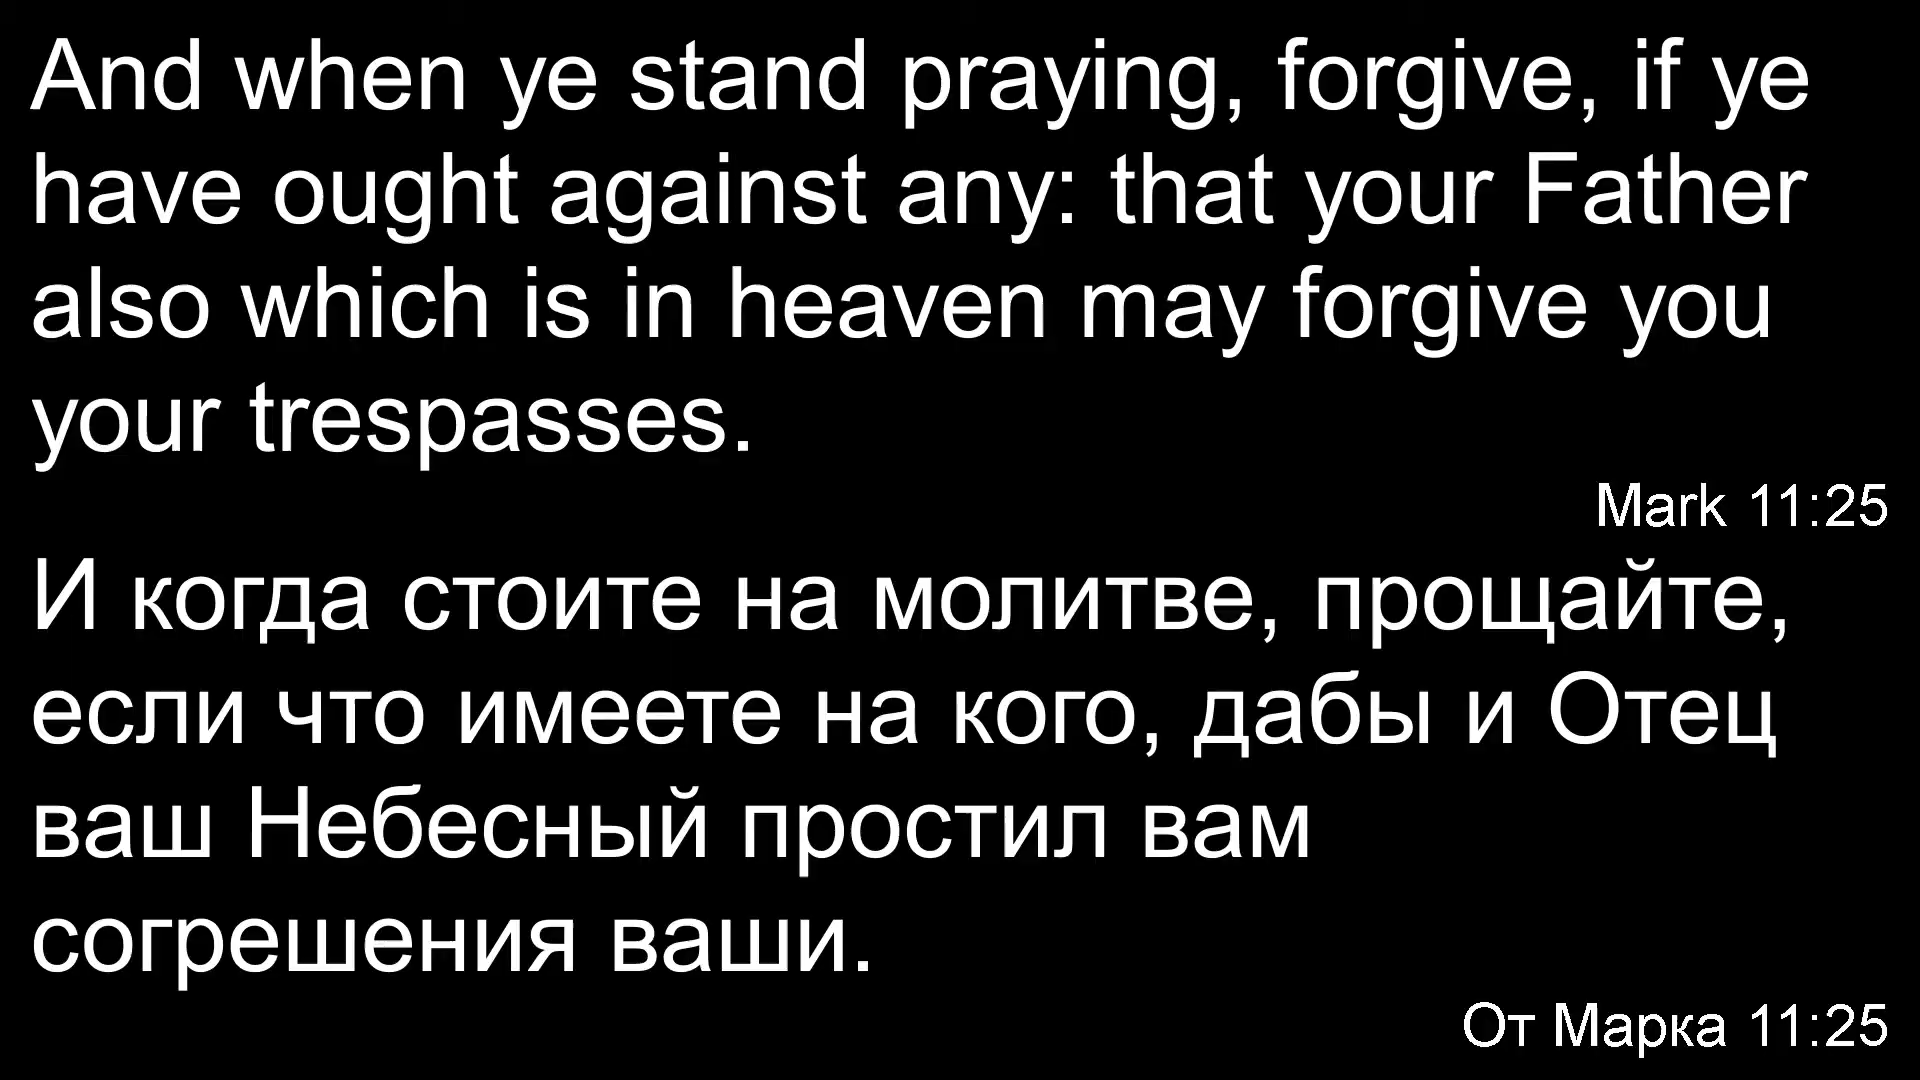 And when ye stand praying, forgive, if ye
have ought against any: that your Father
also which is in heaven may forgive you
your trespasses.
Mark 11:25
И когда стоите на молитве, прощайте,
если что имеете на кого, дабы и Отец
ваш Небесный простил вам
согрешения ваши.
От Марка 11:25